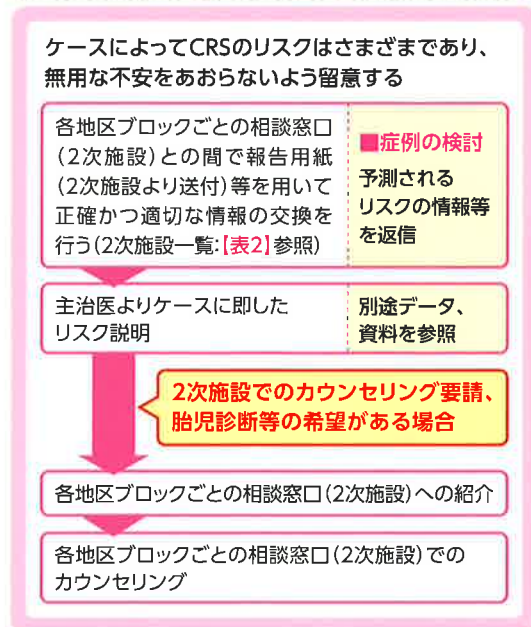 ケースによってCRSのリスクはさまざまであり、
無用な不安をあおらないよう留意する
各地区ブロックごとの相談窓口
(2次施設)との間で報告用紙
(2次施設より送付)等を用いて
正確かつ適切な情報の交換を
行う(2次施設一覧:【表2】参照)
■症例の検討
予測される
リスクの情報等
を返信
主治医よりケースに即した
リスク説明
別途データ、
資料を参照
2次施設でのカウンセリング要請、
胎児診断等の希望がある場合
各地区ブロックごとの相談窓口(2次施設)への紹介
各地区ブロックごとの相談窓口(2次施設)での
カウンセリング